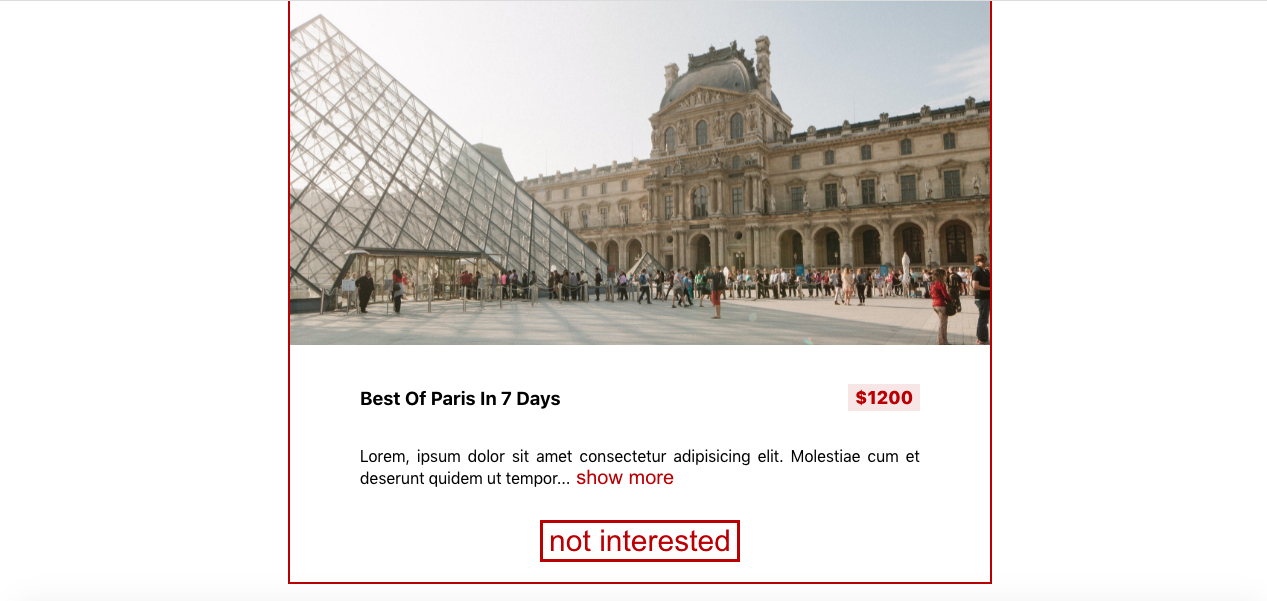 Best Of Paris In 7 Days
$1200
Lorem, ipsum dolor sit amet consectetur adipisicing elit. Molestiae cum et
deserunt quidem ut tempor... show more
not interested